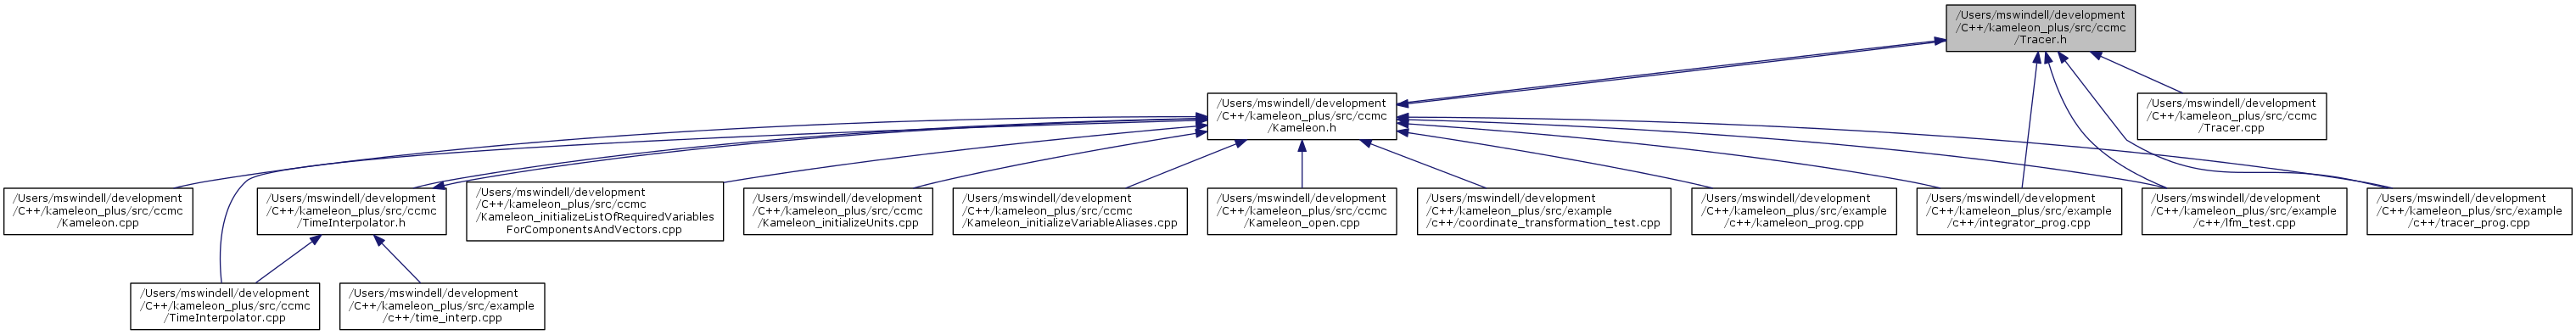 /Users/mswindell/development
/C++/kameleon_plus/src/ccmc
/Tracer.h
/Users/mswindell/development
/C++/kameleon_plus/src/ccmc
/Kameleon.h
/Users/mswindell/development
/C++/kameleon_plus/src/ccmc
/Tracer.cpp
/Users/mswindell/development
/C++/kameleon_plus/src/ccmc
/Kameleon.cpp
/Users/mswindell/development
/C++/kameleon_plus/src/ccmc
/TimeInterpolator.h
/Users/mswindell/development
/C++/kameleon_plus/src/ccmc
/Kameleon_initializeListOfRequiredVariables
ForComponentsAndVectors.cpp
/Users/mswindell/development
/C++/kameleon_plus/src/ccmc
/Kameleon_initializeUnits.cpp
/Users/mswindell/development
/C++/kameleon_plus/src/ccmc
/Kameleon_initializeVariableAliases.cpp
/Users/mswindell/development
/C++/kameleon_plus/src/ccmc
/Kameleon_open.cpp
/Users/mswindell/development
/C++/kameleon_plus/src/example
/c++/coordinate_transformation_test.cpp
/Users/mswindell/development
/C++/kameleon_plus/src/example
/c++/kameleon_prog.cpp
/Users/mswindell/development
/C++/kameleon_plus/src/example
/c++/integrator_prog.cpp
/Users/mswindell/development
/C++/kameleon_plus/src/example
/c++/lfm_test.cpp
/Users/mswindell/development
/C++/kameleon_plus/src/example
/c++/tracer_prog.cpp
/Users/mswindell/development
/C++/kameleon_plus/src/ccmc
/TimeInterpolator.cpp
/Users/mswindell/development
/C++/kameleon_plus/src/example
/c++/time_interp.cpp